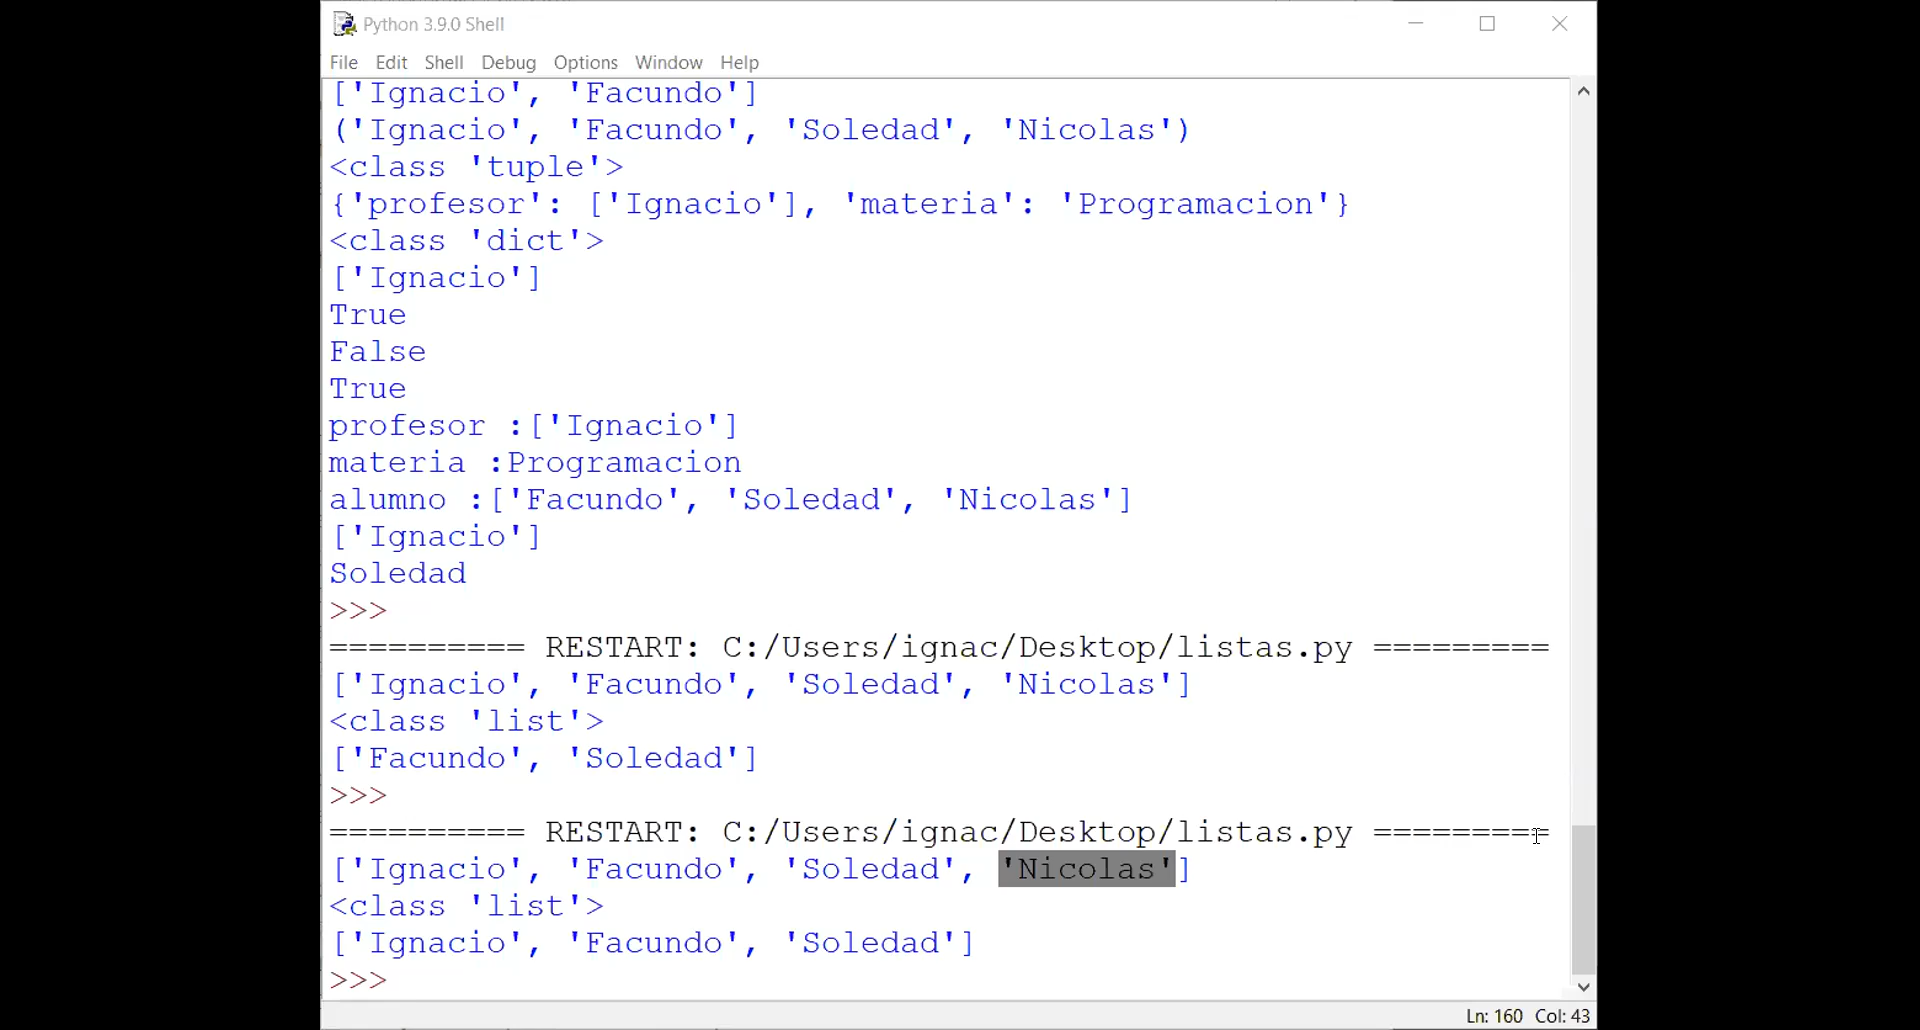 Python 3.9.0 Shell
File Edit Shell Debug Options Window Help
['Ignacio', 'Facundo']
('Ignacio', 'Facundo', 'Soledad', 'Nicolas')
<class 'tuple'>
{'profesor': ['Ignacio'], 'materia': 'Programacion'}
<class 'dict'>
['Ignacio']
True
False
True
profesor :['Ignacio']
materia :Programacion
alumno :['Facundo', 'Soledad', 'Nicolas']
['Ignacio']
Soledad
>>>
========== RESTART: C:/Users/ignac/Desktop/listas.py =========
['Ignacio', 'Facundo', 'Soledad', 'Nicolas']
<class 'list'>
['Facundo', 'Soledad']
>>>
========== RESTART: C:/Users/ignac/Desktop/listas.py =========
['Ignacio', 'Facundo', 'Soledad', 'Nicolas']
<class 'list'>
['Ignacio', 'Facundo', 'Soledad']
>>>
Ln: 160 Col: 43